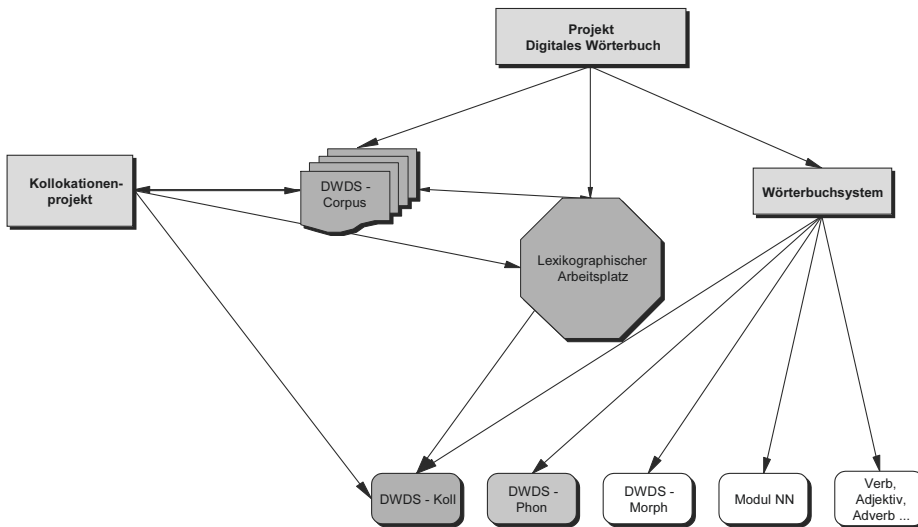 Projekt
Digitales Wörterbuch
Kollokationen-
projekt
DWDS -
Corpus
Wörterbuchsystem
Lexikographischer
Arbeitsplatz
DWDS - Koll
DWDS -
Phon
DWDS -
Morph
Modul NN
Verb,
Adjektiv,
Adverb ...